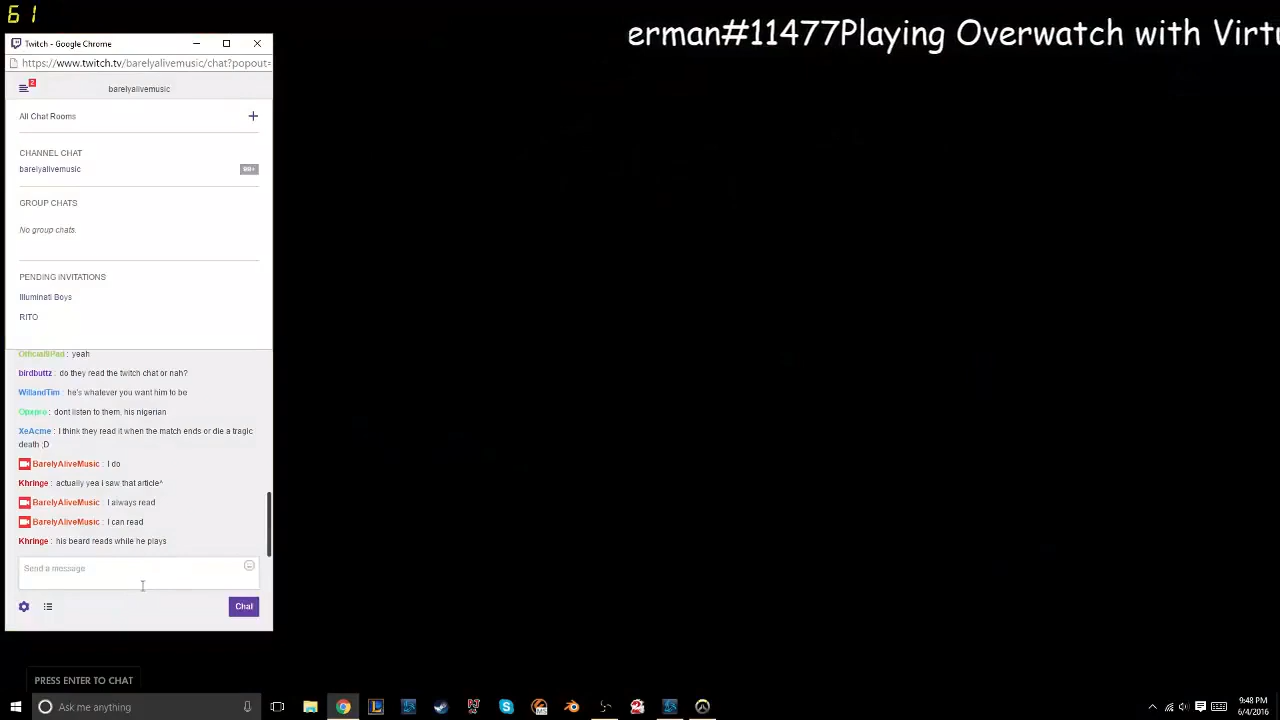 61
erman#11477Playing Overwatch with Virtu
Twitch - Google Chrome
https://www.twitch.tv/barelyalivemusic/chat?popout=
2
barelyalivemusic
All Chat Rooms
CHANNEL CHAT
barelyalivemusic
99+
GROUP CHATS
No group chats.
PENDING INVITATIONS
Illuminati Boys
RITO
OfficialllPad : yeah
birdbuttz : do they read the twitch chat or nah?
WillandTim : he's whatever you want him to be
Opxpro : dont listen to them, his nigerian
XeAcme : I think they read it when the match ends or die a tragic
death ;D
BarelyAliveMusic : I do
Khringe : actually yea i saw that article^
BarelyAliveMusic : I always read
BarelyAliveMusic : I can read
Khringe : his beard reads while he plays
Send a message
Chat
PRESS ENTER TO CHAT
Ask me anything
9:48 PM
6/4/2016